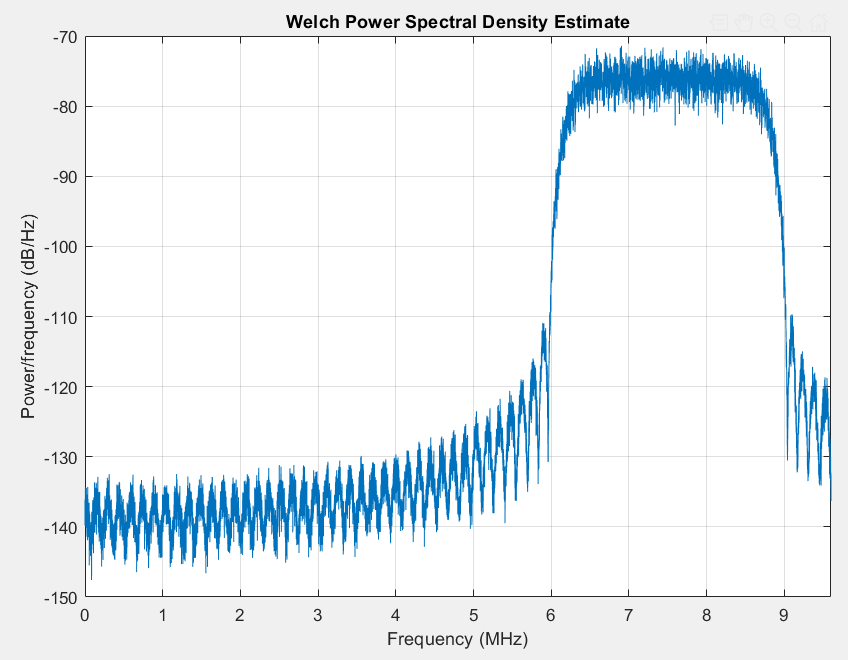 Welch Power Spectral Density Estimate
-70
-80
-90
-100
-110
-120
-130
-140
-150
Power/frequency (dB/Hz)
0 1 2 3 4 5 6 7 8 9
Frequency (MHz)